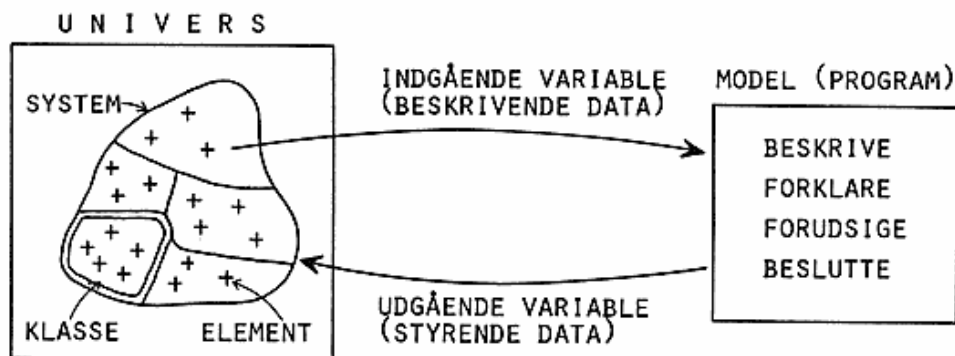 UNIVERS
SYSTEM
KLASSE
ELEMENT
INDGÅENDE VARIABLE
(BESKRIVENDE DATA)
UDGÅENDE VARIABLE
(STYRENDE DATA)
MODEL (PROGRAM)
BESKRIVE
FORKLARE
FORUDSIGE
BESLUTTE